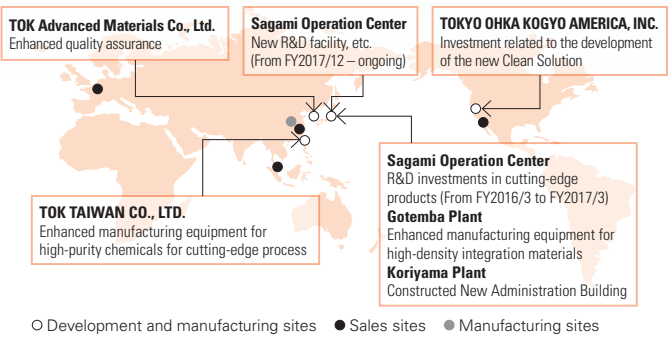 TOK Advanced Materials Co., Ltd.
Enhanced quality assurance
Sagami Operation Center
New R&D facility, etc.
(From FY2017/12 – ongoing)
TOKYO OHKA KOGYO AMERICA, INC.
Investment related to the development
of the new Clean Solution
TOK TAIWAN CO., LTD.
Enhanced manufacturing equipment for
high-purity chemicals for cutting-edge process
Sagami Operation Center
R&D investments in cutting-edge
products (From FY2016/3 to FY2017/3)
Gotemba Plant
Enhanced manufacturing equipment for
high-density integration materials
Koriyama Plant
Constructed New Administration Building
Development and manufacturing sites
Sales sites
Manufacturing sites